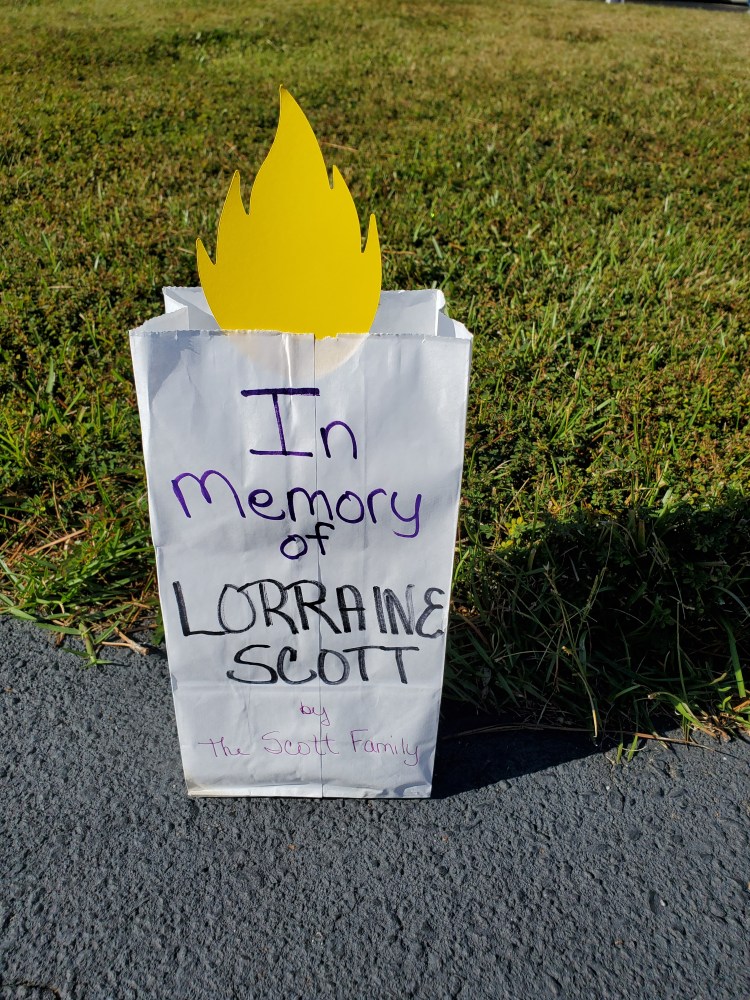 In
Memory
of
LORRAINE
SCOTT
by
The Scott Family